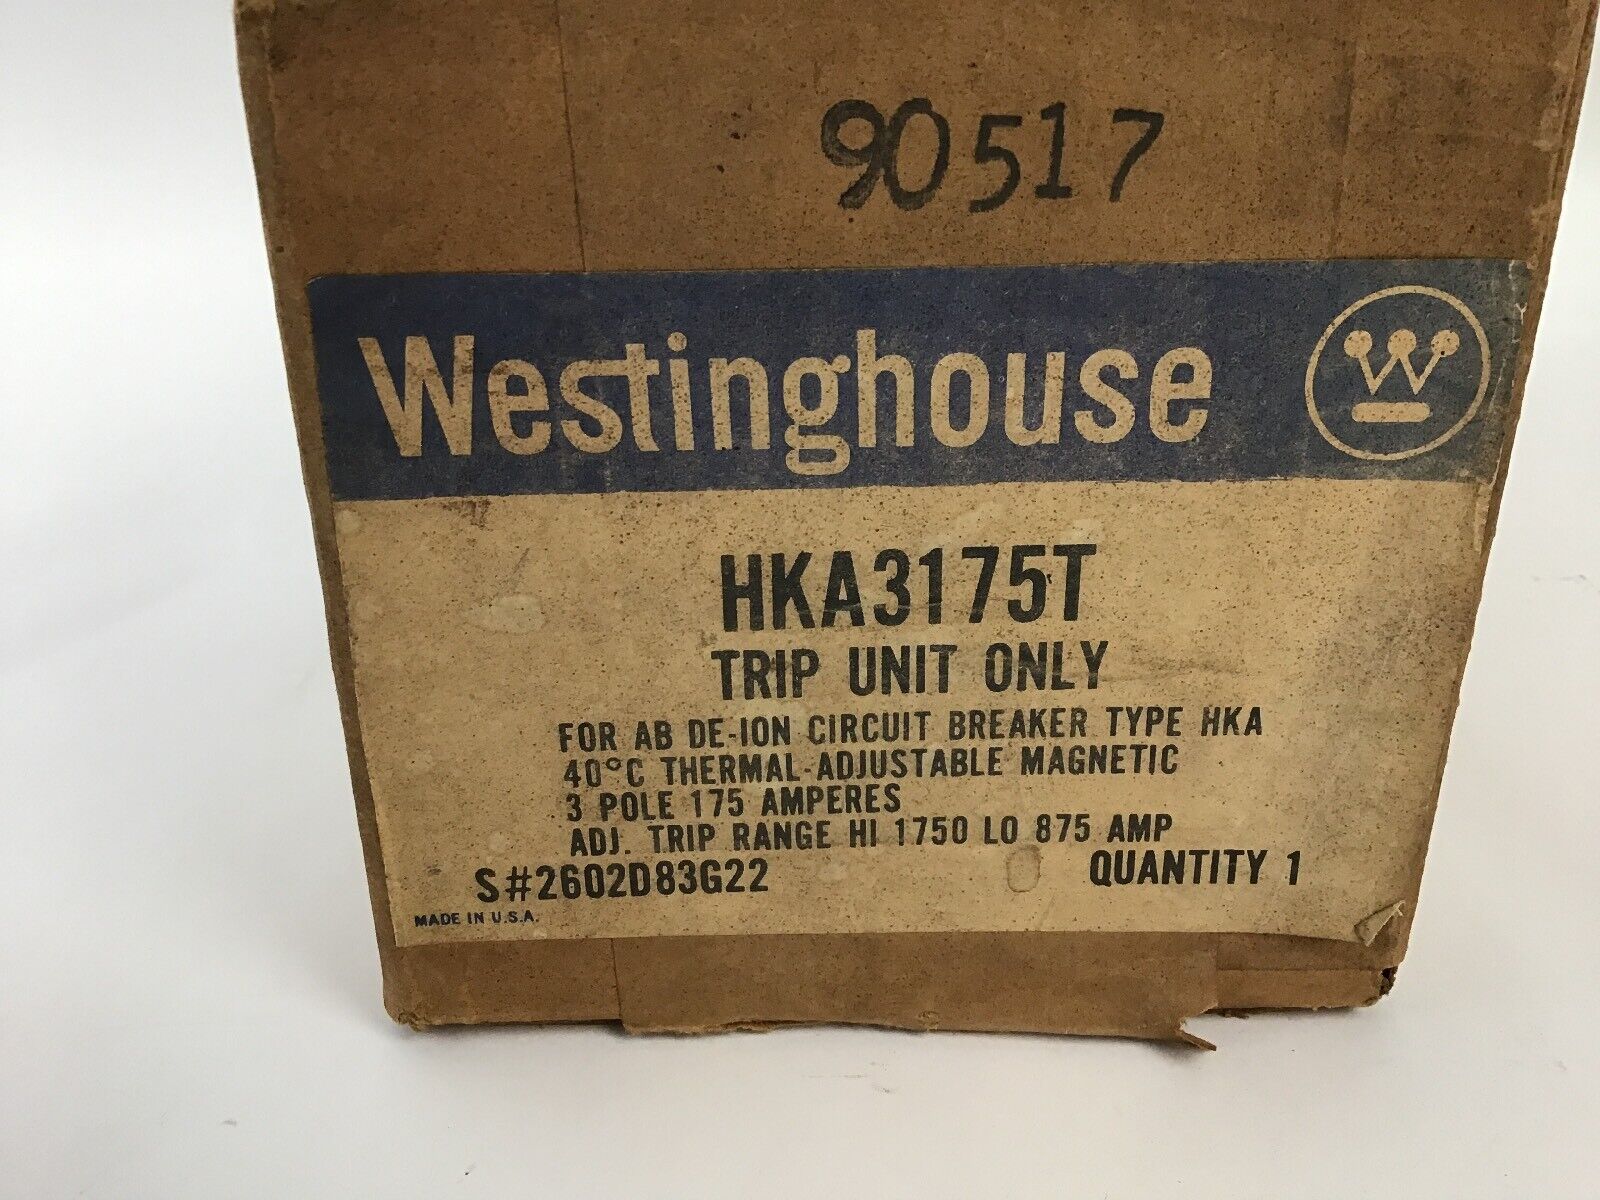 90517
Westinghouse
HKA3175T
TRIP UNIT ONLY
FOR AB DE-ION CIRCUIT BREAKER TYPE HKA
40°C THERMAL-ADJUSTABLE MAGNETIC
3 POLE 175 AMPERES
ADJ. TRIP RANGE HI 1750 LO 875 AMP
S#2602D83G22 QUANTITY 1
MADE IN U.S.A.